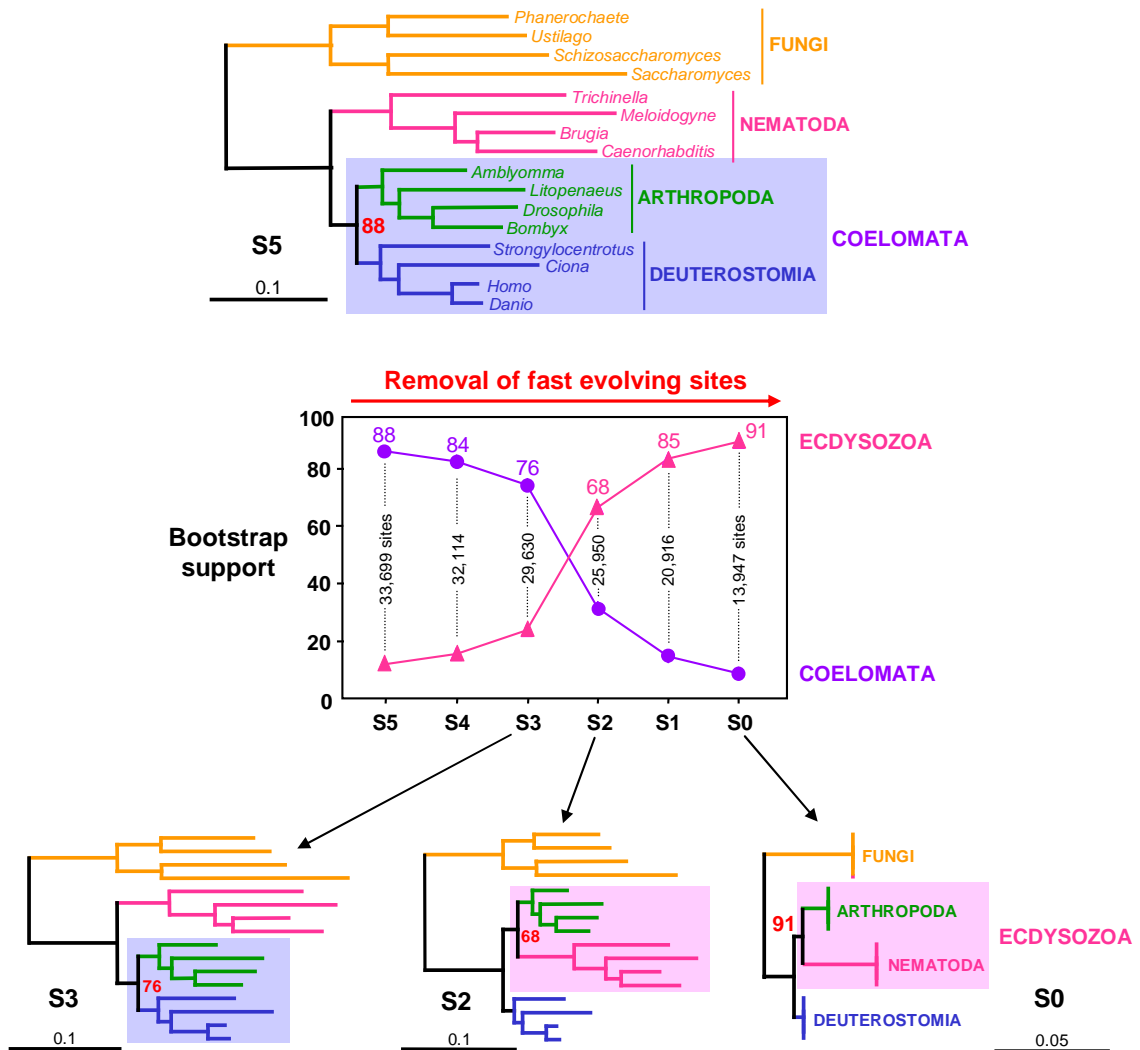 Phanerochaete
Ustilago
FUNGI
Schizosaccharomyces
Saccharomyces
Trichinella
Meloidogyne
NEMATODA
Brugia
Caenorhabditis
Amblyomma
Litopenaeus
ARTHROPODA
Drosophila
Bombyx
88
COELOMATA
S5
Strongylocentrotus
Ciona
DEUTEROSTOMIA
Homo
Danio
0.1
Removal of fast evolving sites
100
80
60
40
20
0
Bootstrap
support
88
84
76
68
85
91
33,699 sites
32,114
29,630
25,950
20,916
13,947 sites
ECDYSOZOA
COELOMATA
S5 S4 S3 S2 S1 S0
76
S3
0.1
68
S2
0.1
FUNGI
ARTHROPODA
91
NEMATODA
ECDYSOZOA
DEUTEROSTOMIA
S0
0.05